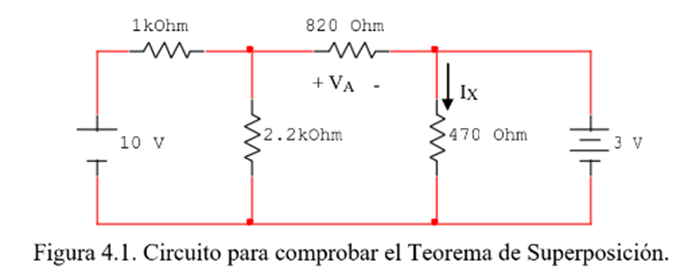 1kOhm 820 Ohm
+ VA -
IX
10 V 2.2kOhm 470 Ohm 3 V
Figura 4.1. Circuito para comprobar el Teorema de Superposición.